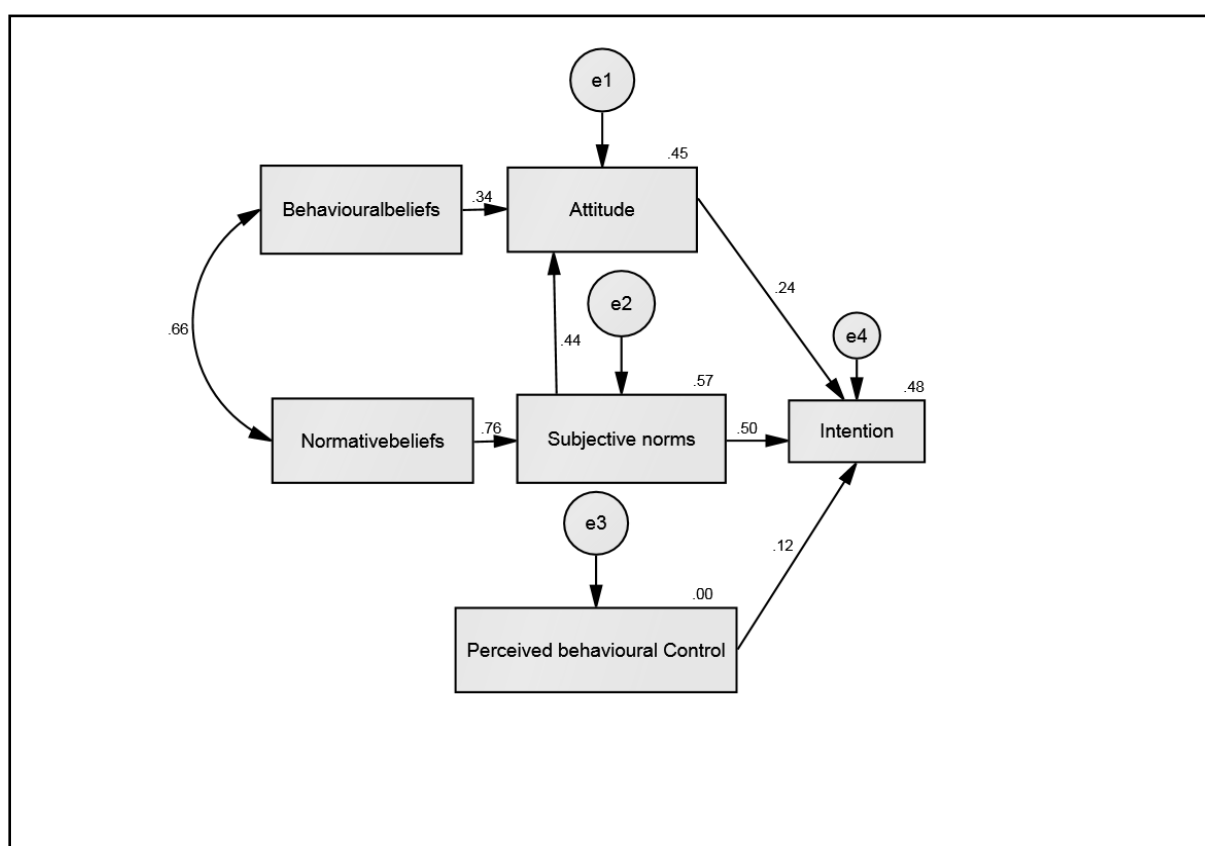 e1
.45
Behaviouralbeliefs
.34
Attitude
.24
e2
.66
.44
e4
.57
.48
Normativebeliefs
.76
Subjective norms
.50
Intention
e3
.12
.00
Perceived behavioural Control